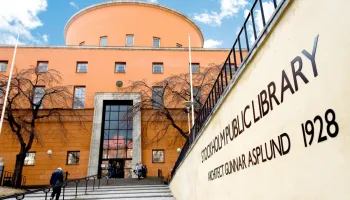 STOCKHOLM PUBLIC LIBRARY
ARCHITECT GUNNAR ASPLUND 1928